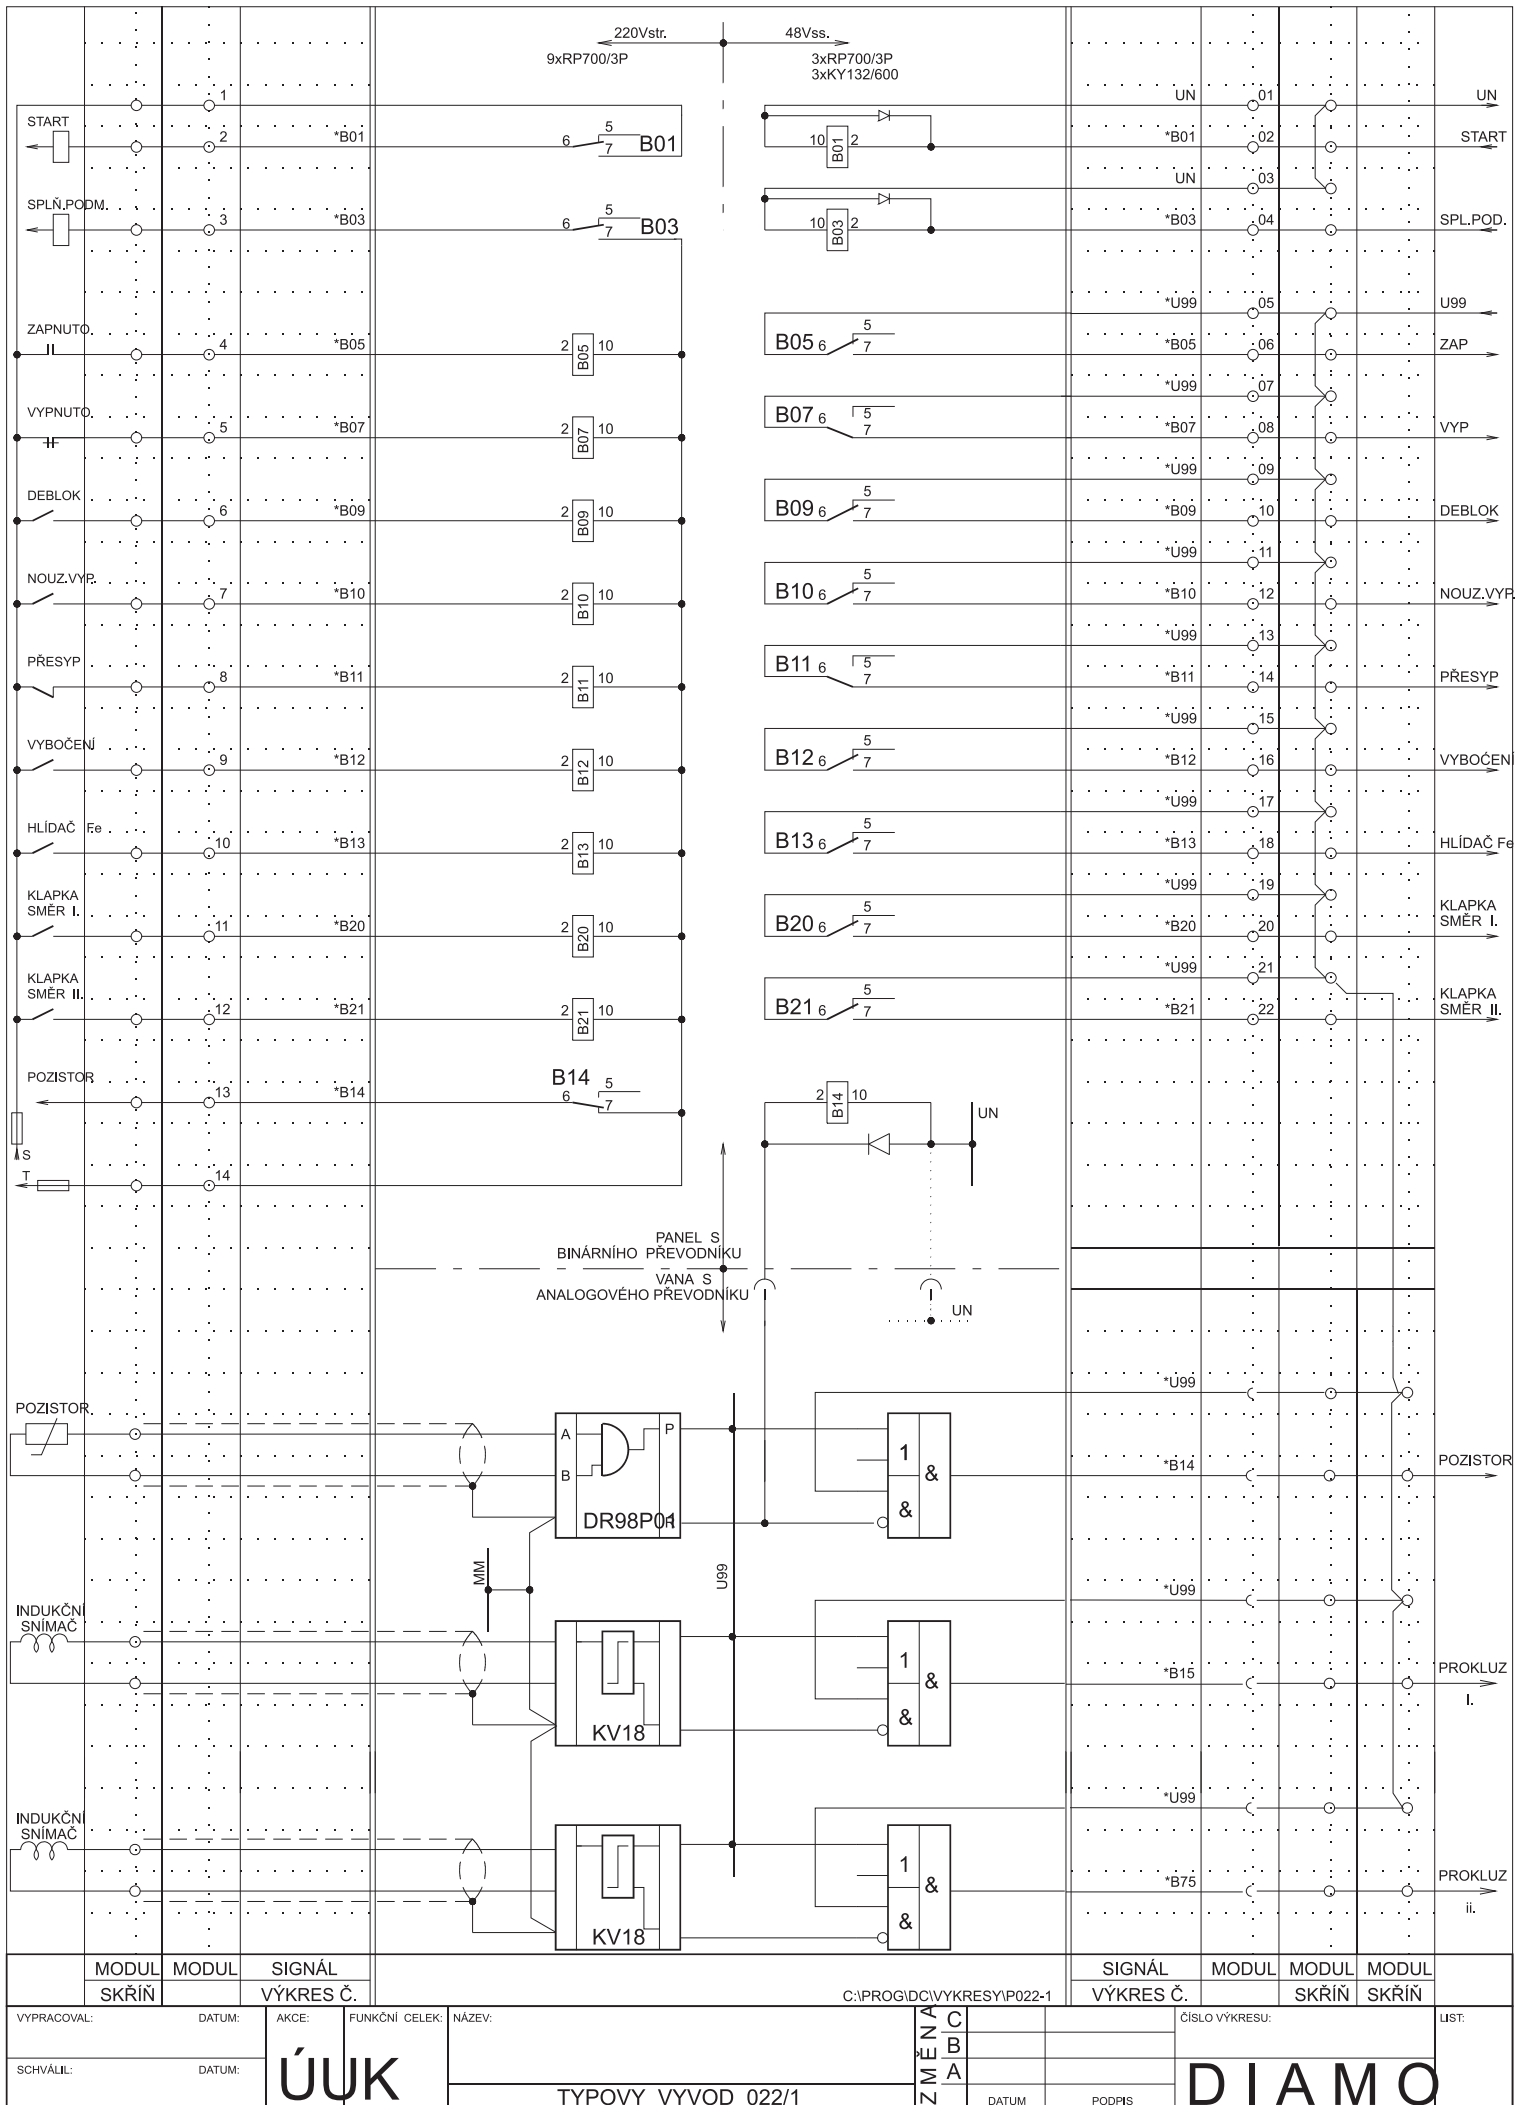 220Vstr. 48Vss.
9xRP700/3P 3xRP700/3P
3xKY132/600
1 UN 01 UN
START 2 *B01 6 5 7 B01 10 B01 2 *B01 02 START
UN 03
SPLŇ.PODM. 3 *B03 6 5 7 B03 10 B03 2 *B03 04 SPL.POD.
*U99 05 U99
ZAPNUTO 4 *B05 2 B05 10 B05 6 5 7 *B05 06 ZAP
*U99 07
VYPNUTO 5 *B07 2 B07 10 B07 6 5 7 *B07 08 VYP
*U99 09
DEBLOK 6 *B09 2 B09 10 B09 6 5 7 *B09 10 DEBLOK
*U99 11
NOUZ.VYP. 7 *B10 2 B10 10 B10 6 5 7 *B10 12 NOUZ.VYP.
*U99 13
PŘESYP 8 *B11 2 B11 10 B11 6 5 7 *B11 14 PŘESYP
*U99 15
VYBOČENÍ 9 *B12 2 B12 10 B12 6 5 7 *B12 16 VYBOČENÍ
*U99 17
HLÍDAČ Fe 10 *B13 2 B13 10 B13 6 5 7 *B13 18 HLÍDAČ Fe
*U99 19
KLAPKA
SMĚR I. 11 *B20 2 B20 10 B20 6 5 7 *B20 20 KLAPKA
SMĚR I.
*U99 21
KLAPKA
SMĚR II. 12 *B21 2 B21 10 B21 6 5 7 *B21 22 KLAPKA
SMĚR II.
POZISTOR 13 *B14 B14 6 5 7 2 B14 10 UN
S
T 14
PANEL S
BINÁRNÍHO PŘEVODNÍKU
VANA S
ANALOGOVÉHO PŘEVODNÍKU
UN
*U99
POZISTOR A P 1
B & *B14 POZISTOR
DR98P01 R &
MM U99
*U99
INDUKČNÍ
SNÍMAČ 1
& *B15 PROKLUZ
I.
KV18 &
*U99
INDUKČNÍ
SNÍMAČ 1
& *B75 PROKLUZ
ii.
KV18 &
MODUL MODUL SIGNÁL SIGNÁL MODUL MODUL MODUL
SKŘÍŇ VÝKRES Č. C:\PROG\DC\VYKRESY\P022-1 VÝKRES Č. SKŘÍŇ SKŘÍŇ
VYPRACOVAL: DATUM: AKCE: FUNKČNÍ CELEK: NÁZEV: ZMĚNA C ČÍSLO VÝKRESU: LIST:
B
SCHVÁLIL: DATUM: ÚUK A DIAMO
TYPOVY VYVOD 022/1 DATUM PODPIS